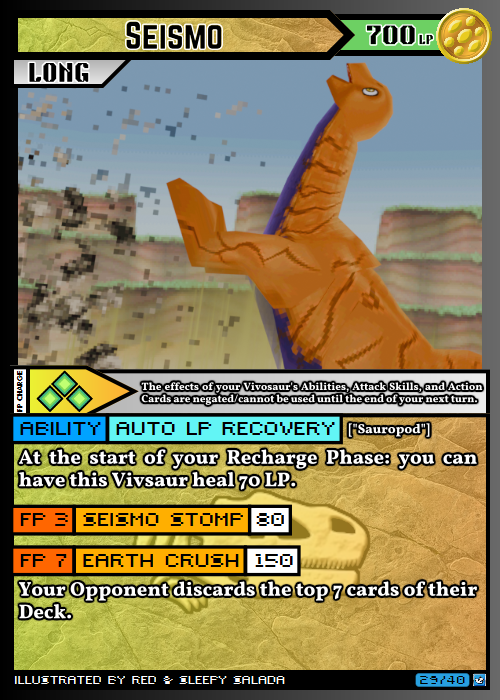 SEISMO
700 LP
LONG
FP CHARGE
The effects of your Vivosaur's Abilities, Attack Skills, and Action
Cards are negated/cannot be used until the end of your next turn.
ABILITY AUTO LP RECOVERY ["Sauropod"]
At the start of your Recharge Phase: you can
have this Vivsaur heal 70 LP.
FP 3 SEISMO STOMP 80
FP 7 EARTH CRUSH 150
Your Opponent discards the top 7 cards of their
Deck.
ILLUSTRATED BY RED & SLEEPY SALADA
29/40